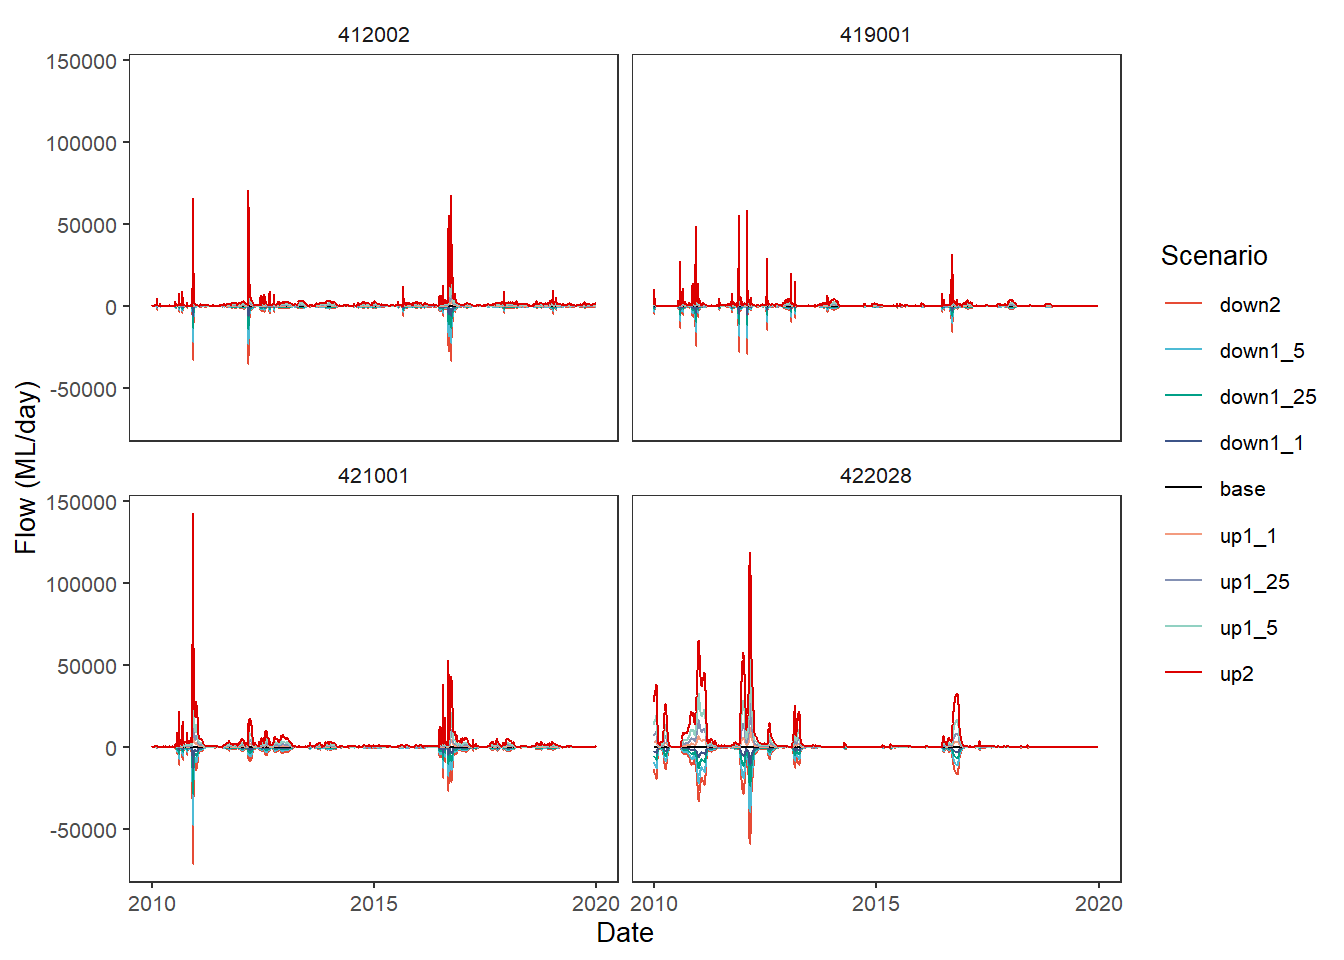 412002
419001
150000
100000
50000
0
-50000
421001
422028
150000
100000
50000
0
-50000
2010
2015
2020
2010
2015
2020
Date
Flow (ML/day)
Scenario
down2
down1_5
down1_25
down1_1
base
up1_1
up1_25
up1_5
up2